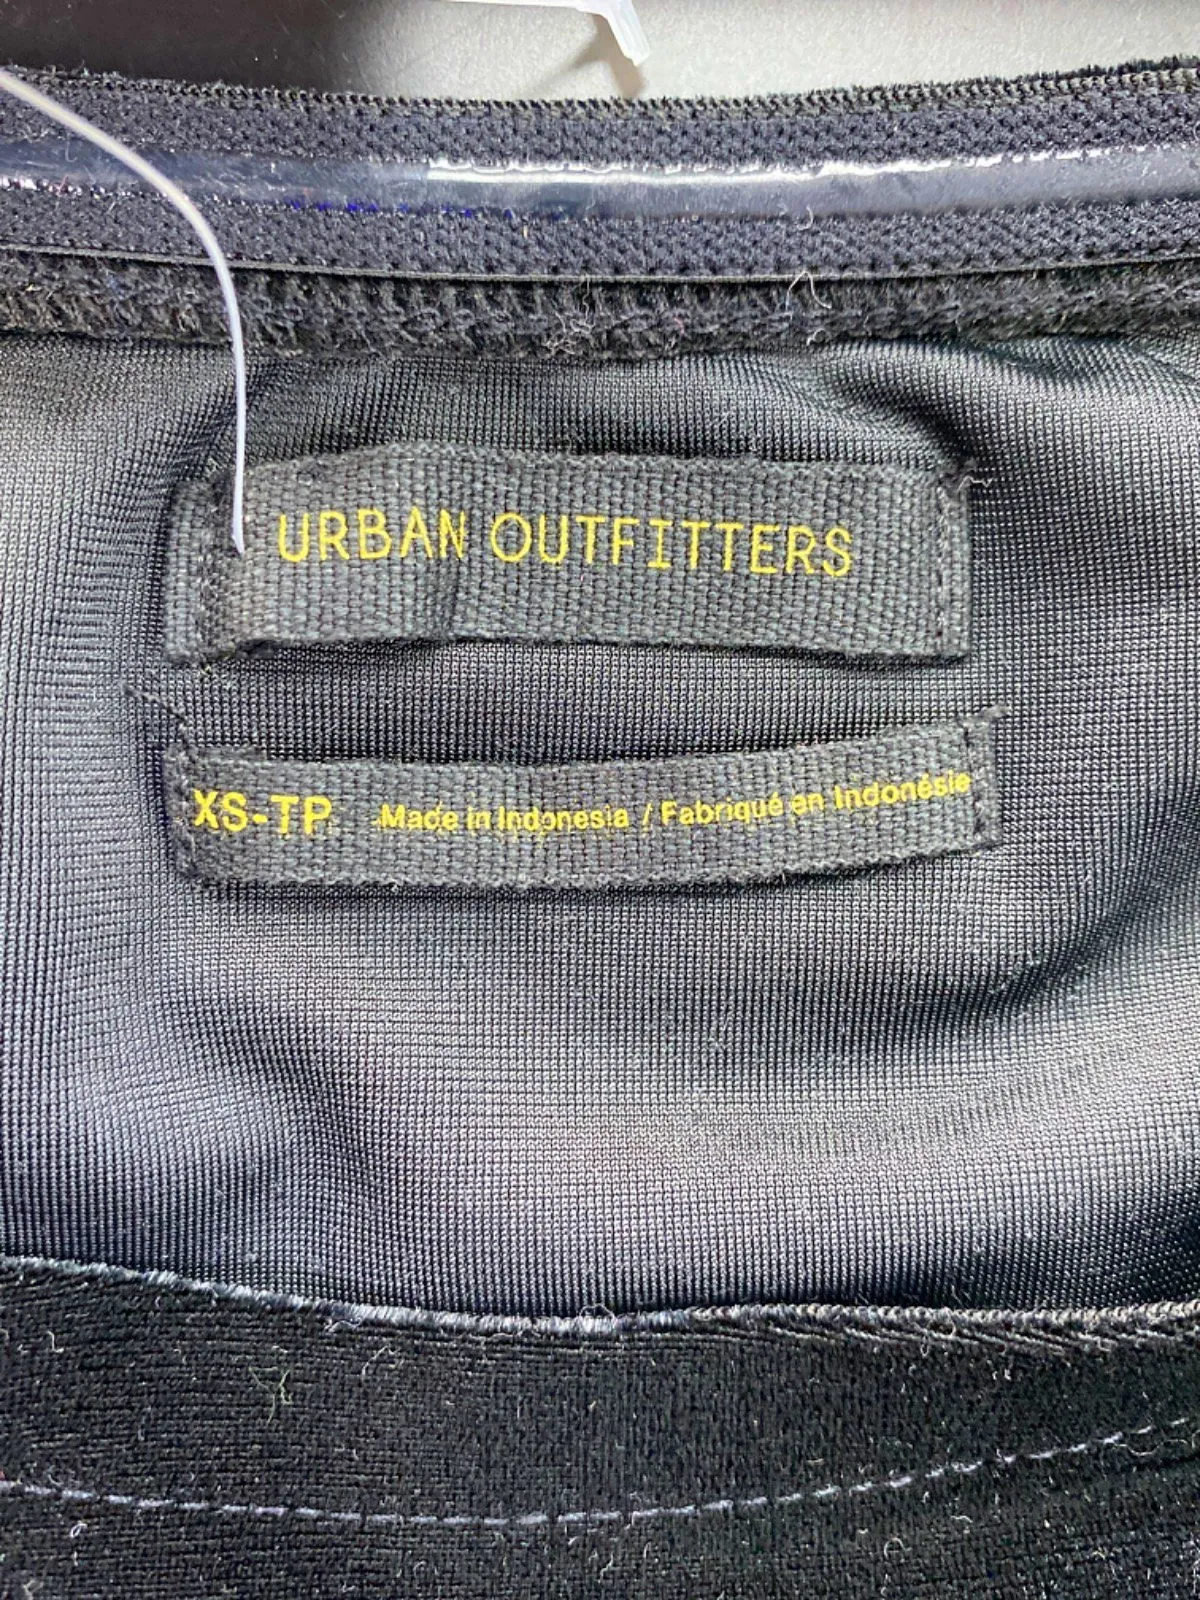 URBAN OUTFITTERS
XS-TP Made in Indonesia / Fabriqué en Indonésie